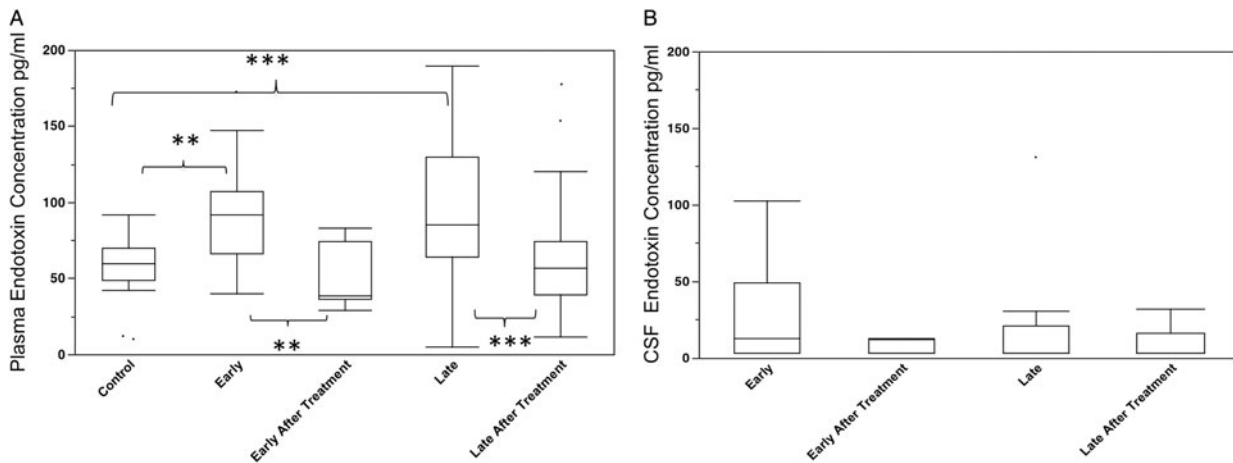 A
Plasma Endotoxin Concentration pg/ml
200
150
100
50
0
***
**
**
***
Control
Early
Early After Treatment
Late
Late After Treatment
B
CSF Endotoxin Concentration pg/ml
200
150
100
50
0
Early
Early After Treatment
Late
Late After Treatment